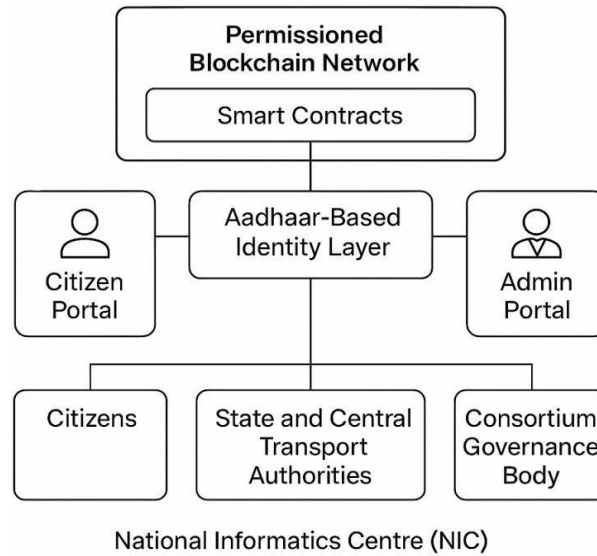 Permissioned
Blockchain Network
Smart Contracts
Aadhaar-Based
Identity Layer
Citizen
Portal
Admin
Portal
Citizens
State and Central
Transport
Authorities
Consortium
Governance
Body
National Informatics Centre (NIC)